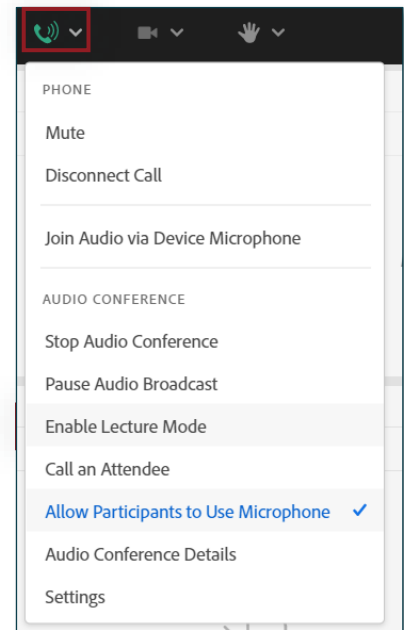 PHONE
Mute
Disconnect Call
Join Audio via Device Microphone
AUDIO CONFERENCE
Stop Audio Conference
Pause Audio Broadcast
Enable Lecture Mode
Call an Attendee
Allow Participants to Use Microphone
Audio Conference Details
Settings